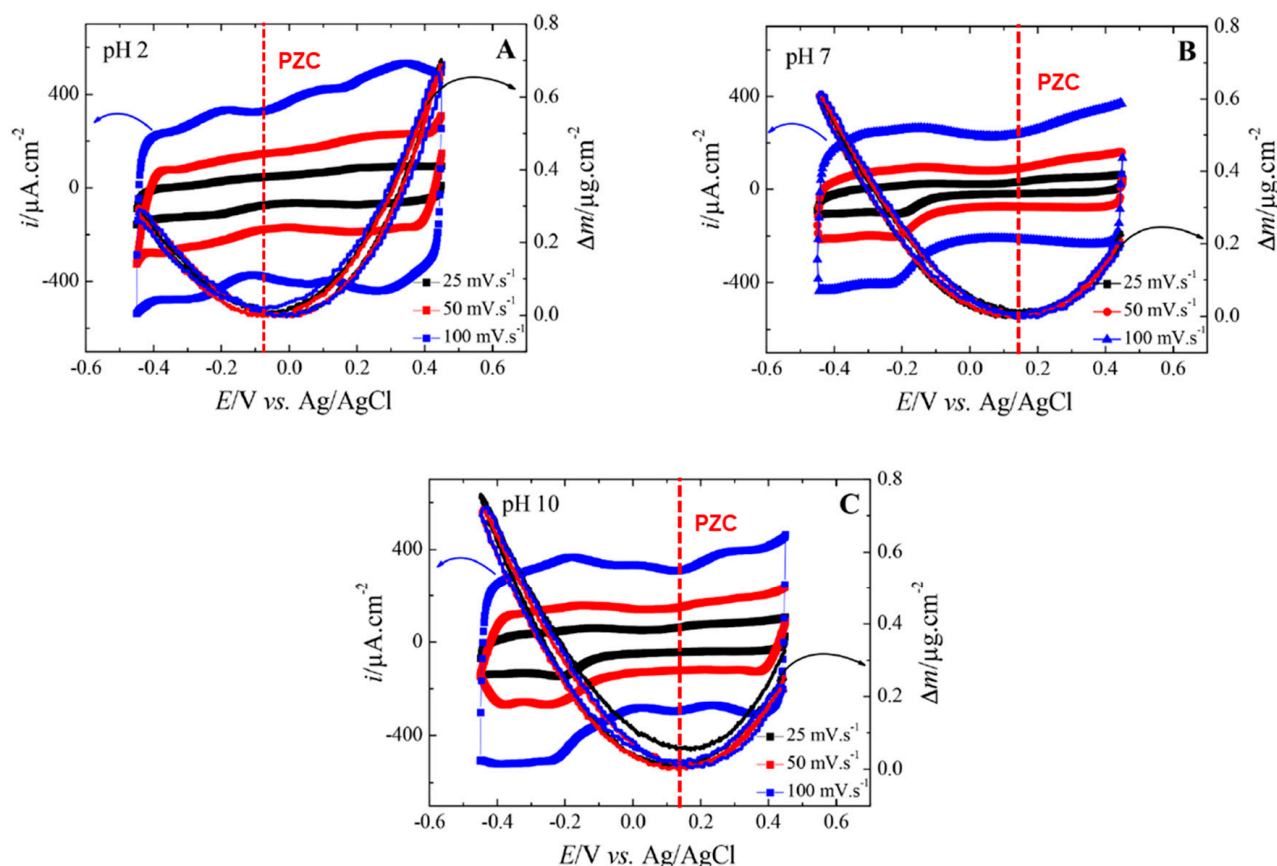 pH 2
PZC
A
400
0
-400
i/µA.cm⁻²
0.8
0.6
0.4
0.2
0.0
Δm/µg.cm⁻²
25 mV.s⁻¹
50 mV.s⁻¹
100 mV.s⁻¹
-0.6 -0.4 -0.2 0.0 0.2 0.4 0.6
E/V vs. Ag/AgCl
pH 7
PZC
B
400
0
-400
i/µA.cm⁻²
0.8
0.6
0.4
0.2
0.0
Δm/µg.cm⁻²
25 mV.s⁻¹
50 mV.s⁻¹
100 mV.s⁻¹
-0.6 -0.4 -0.2 0.0 0.2 0.4 0.6
E/V vs. Ag/AgCl
pH 10
PZC
C
400
0
-400
i/µA.cm⁻²
0.8
0.6
0.4
0.2
0.0
Δm/µg.cm⁻²
25 mV.s⁻¹
50 mV.s⁻¹
100 mV.s⁻¹
-0.6 -0.4 -0.2 0.0 0.2 0.4 0.6
E/V vs. Ag/AgCl